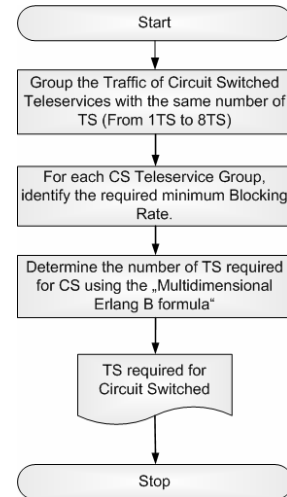 Start
Group the Traffic of Circuit Switched
Teleservices with the same number of
TS (From 1TS to 8TS)
For each CS Teleservice Group,
identify the required minimum Blocking
Rate.
Determine the number of TS required
for CS using the „Multidimensional
Erlang B formula“
TS required for
Circuit Switched
Stop